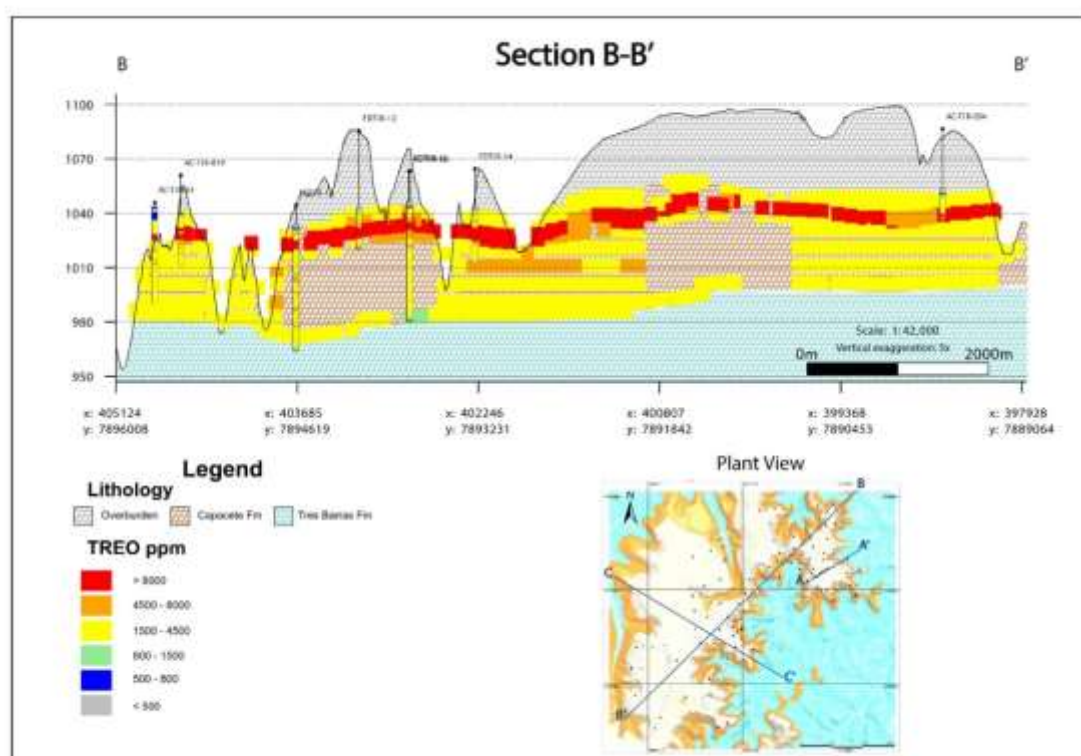 Section B-B'
B B'
1100
1070
1040
1010
980
950
Scale: 1:42,000
Vertical exaggeration: 5x
0m 2000m
x: 405124 x: 403685 x: 402246 x: 400807 x: 399368 x: 397928
y: 7896008 y: 7894619 y: 7893231 y: 7891842 y: 7890453 y: 7889064
Legend
Lithology
Overburden Capacete Fm Tres Barras Fm
TREO ppm
> 8000
4500 - 8000
1500 - 4500
800 - 1500
500 - 800
< 500
Plant View
N
B
A'
A
C
C'
B'